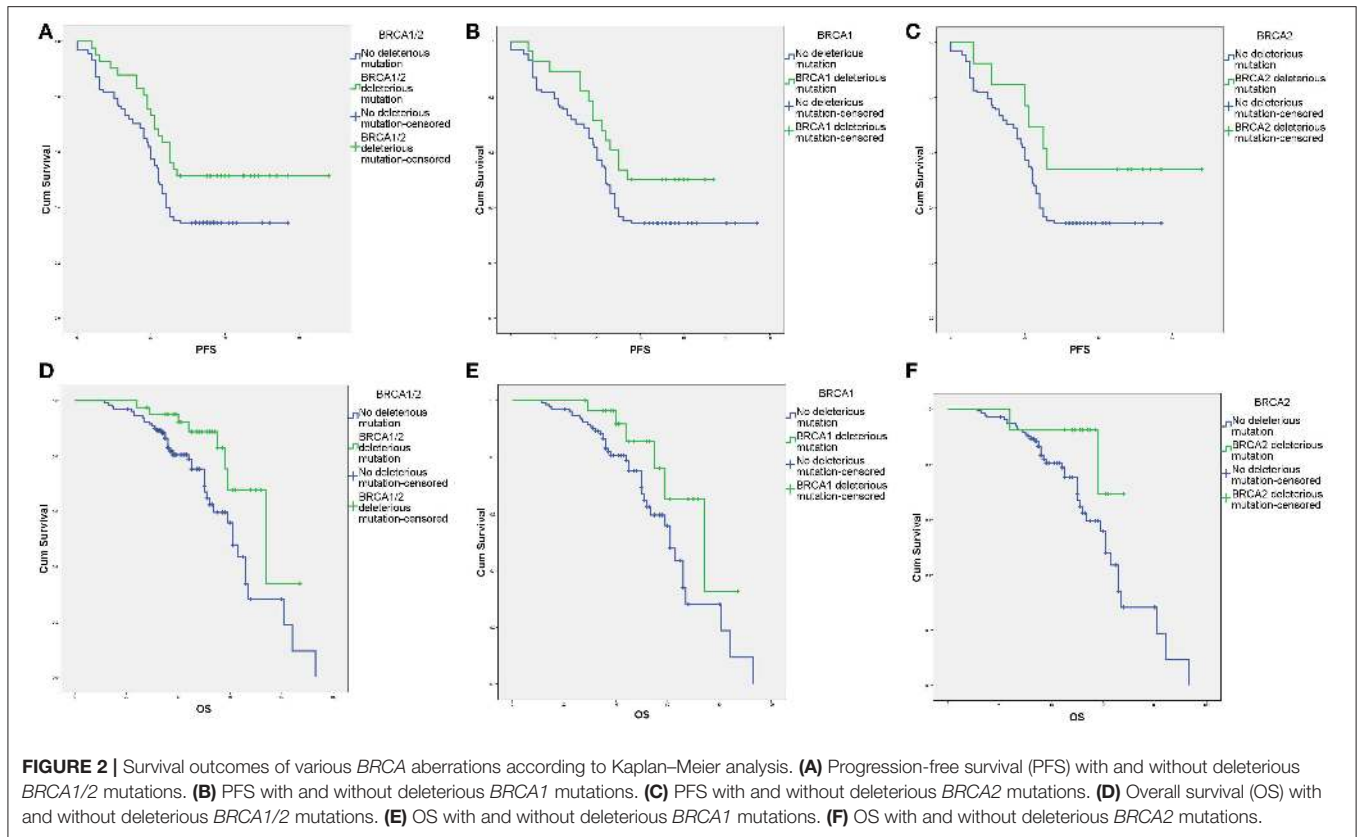 A
BRCA1/2
No deleterious
mutation
BRCA1/2
deleterious
mutation
No deleterious
mutation-censored
BRCA1/2
deleterious
mutation-censored
Cum Survival
PFS
B
BRCA1
No deleterious
mutation
BRCA1 deleterious
mutation
No deleterious
mutation-censored
BRCA1 deleterious
mutation-censored
Cum Survival
PFS
C
BRCA2
No deleterious
mutation
BRCA2 deleterious
mutation
No deleterious
mutation-censored
BRCA2 deleterious
mutation-censored
Cum Survival
PFS
D
BRCA1/2
No deleterious
mutation
BRCA1/2
deleterious
mutation
No deleterious
mutation-censored
BRCA1/2
deleterious
mutation-censored
Cum Survival
OS
E
BRCA1
No deleterious
mutation
BRCA1 deleterious
mutation
No deleterious
mutation-censored
BRCA1 deleterious
mutation-censored
Cum Survival
OS
F
BRCA2
No deleterious
mutation
BRCA2 deleterious
mutation
No deleterious
mutation-censored
BRCA2 deleterious
mutation-censored
Cum Survival
OS
FIGURE 2 | Survival outcomes of various BRCA aberrations according to Kaplan–Meier analysis. (A) Progression-free survival (PFS) with and without deleterious
BRCA1/2 mutations. (B) PFS with and without deleterious BRCA1 mutations. (C) PFS with and without deleterious BRCA2 mutations. (D) Overall survival (OS) with
and without deleterious BRCA1/2 mutations. (E) OS with and without deleterious BRCA1 mutations. (F) OS with and without deleterious BRCA2 mutations.